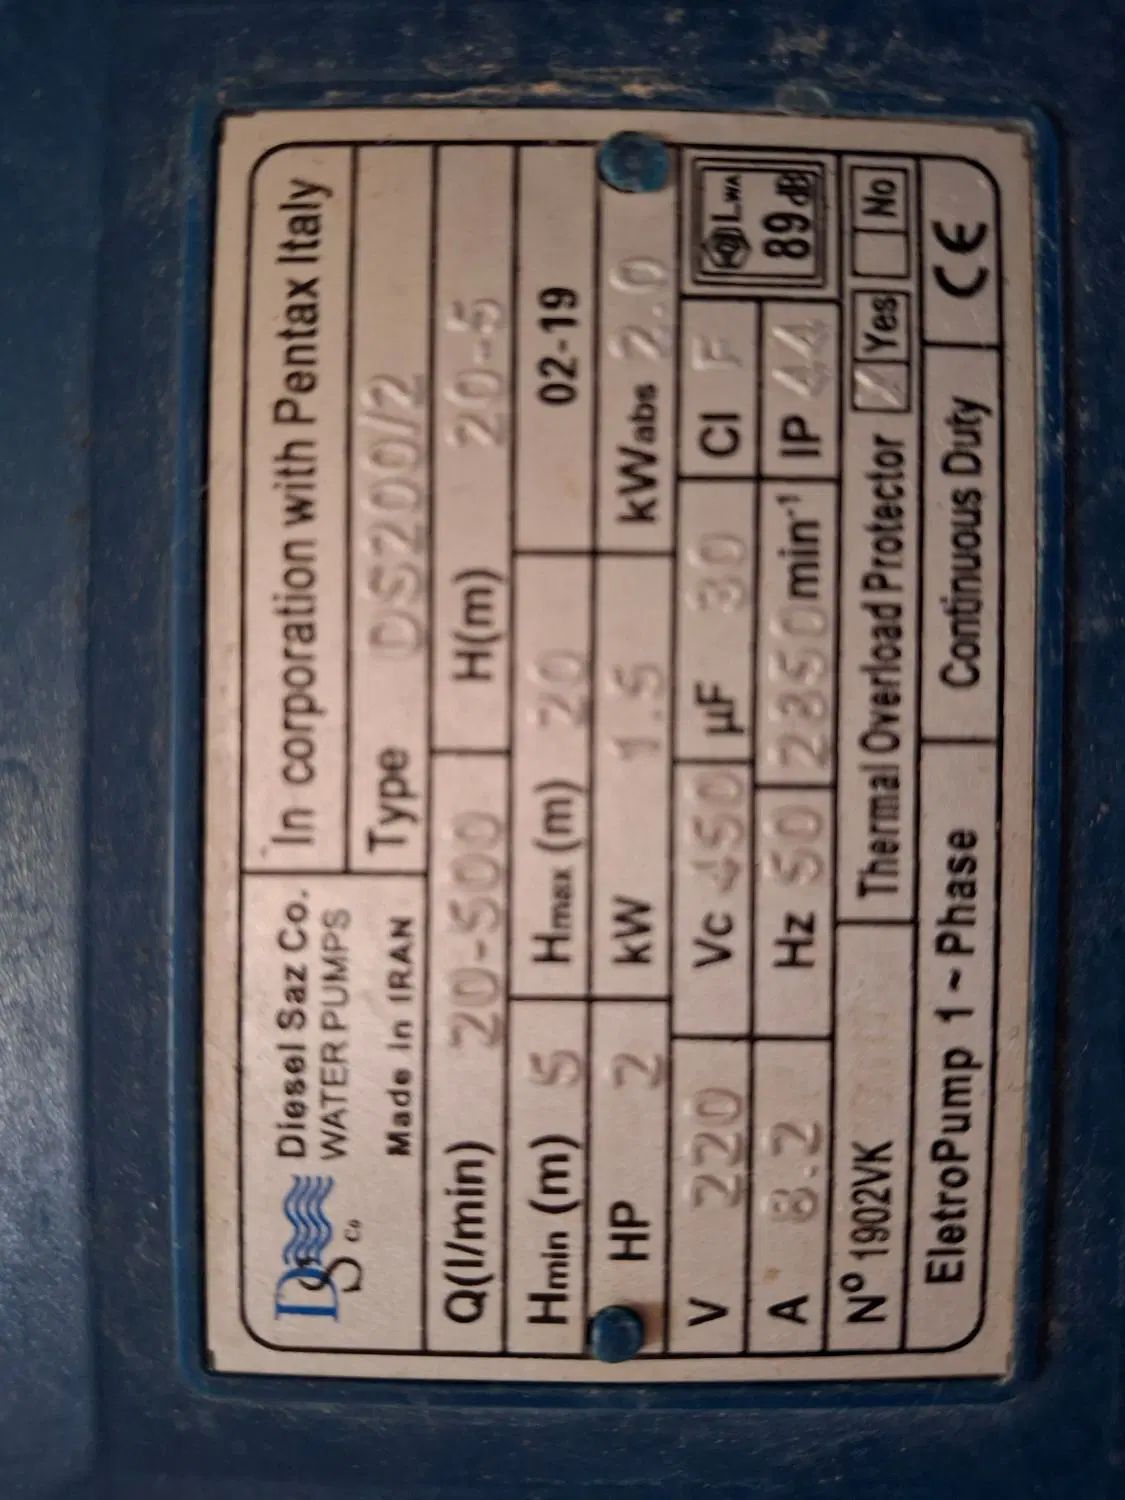 Ds Co
Diesel Saz Co.
WATER PUMPS
Made In IRAN
In corporation with Pentax Italy
Type DS200/2
Q(l/min) 20-500 H(m) 20-5
Hmin (m) 5 Hmax (m) 20 02-19
HP 2 kW 1.5 kWabs 2.0
V 220 Vc 450 µF 30 Cl F
LWA 89 dB
A 8.2 Hz 50 2850 min⁻¹ IP 44
Nº 1902VK Thermal Overload Protector Yes No
EletroPump 1 ~ Phase Continuous Duty CE